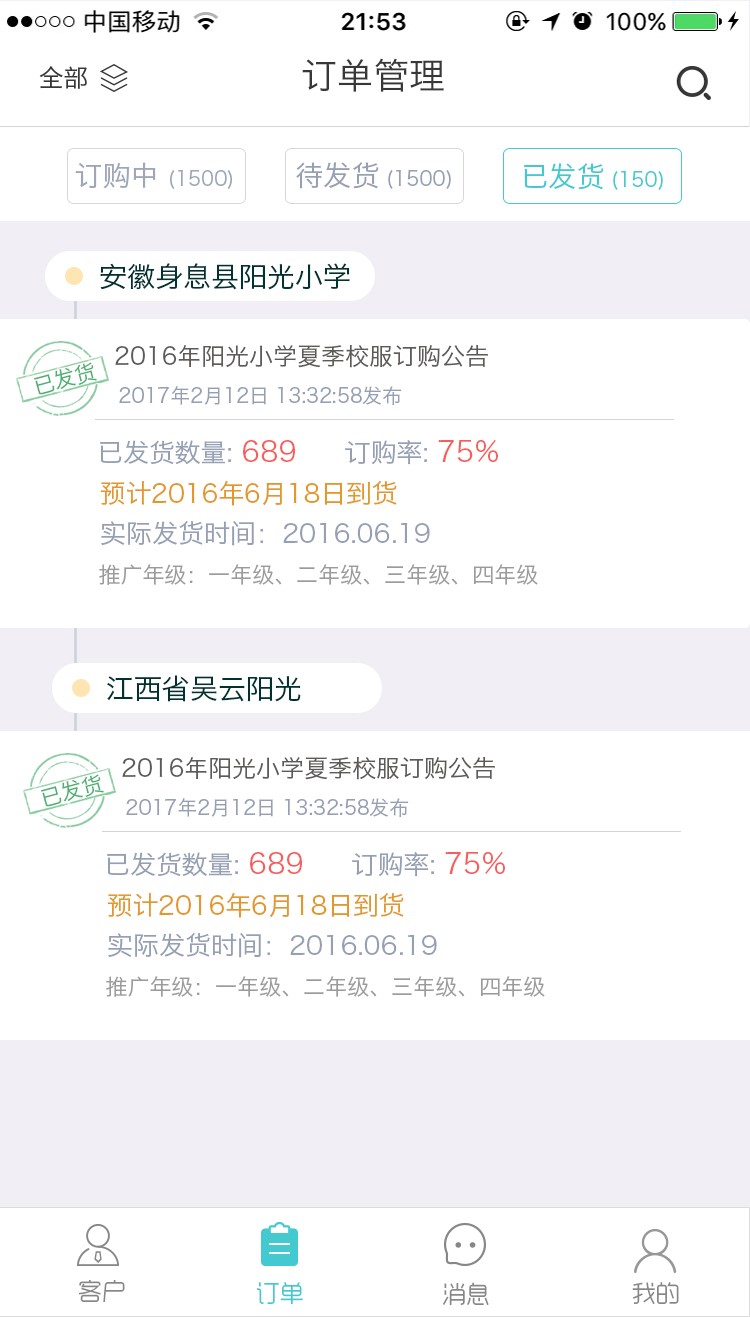 中国移动 21:53 100%
全部 订单管理
订购中 (1500) 待发货 (1500) 已发货 (150)
安徽身息县阳光小学
已发货
2016年阳光小学夏季校服订购公告
2017年2月12日 13:32:58发布
已发货数量: 689 订购率: 75%
预计2016年6月18日到货
实际发货时间：2016.06.19
推广年级：一年级、二年级、三年级、四年级
江西省吴云阳光
已发货
2016年阳光小学夏季校服订购公告
2017年2月12日 13:32:58发布
已发货数量: 689 订购率: 75%
预计2016年6月18日到货
实际发货时间：2016.06.19
推广年级：一年级、二年级、三年级、四年级
客户 订单 消息 我的